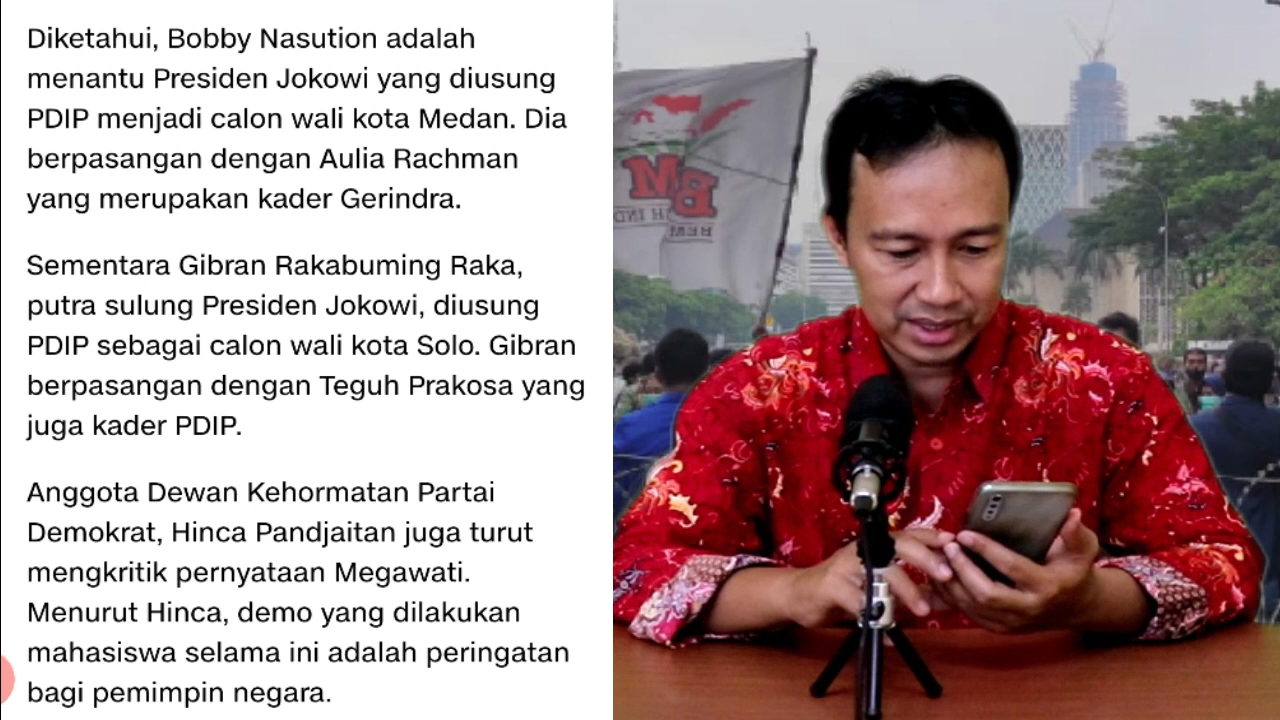 Diketahui, Bobby Nasution adalah
menantu Presiden Jokowi yang diusung
PDIP menjadi calon wali kota Medan. Dia
berpasangan dengan Aulia Rachman
yang merupakan kader Gerindra.
Sementara Gibran Rakabuming Raka,
putra sulung Presiden Jokowi, diusung
PDIP sebagai calon wali kota Solo. Gibran
berpasangan dengan Teguh Prakosa yang
juga kader PDIP.
Anggota Dewan Kehormatan Partai
Demokrat, Hinca Pandjaitan juga turut
mengkritik pernyataan Megawati.
Menurut Hinca, demo yang dilakukan
mahasiswa selama ini adalah peringatan
bagi pemimpin negara.
BM